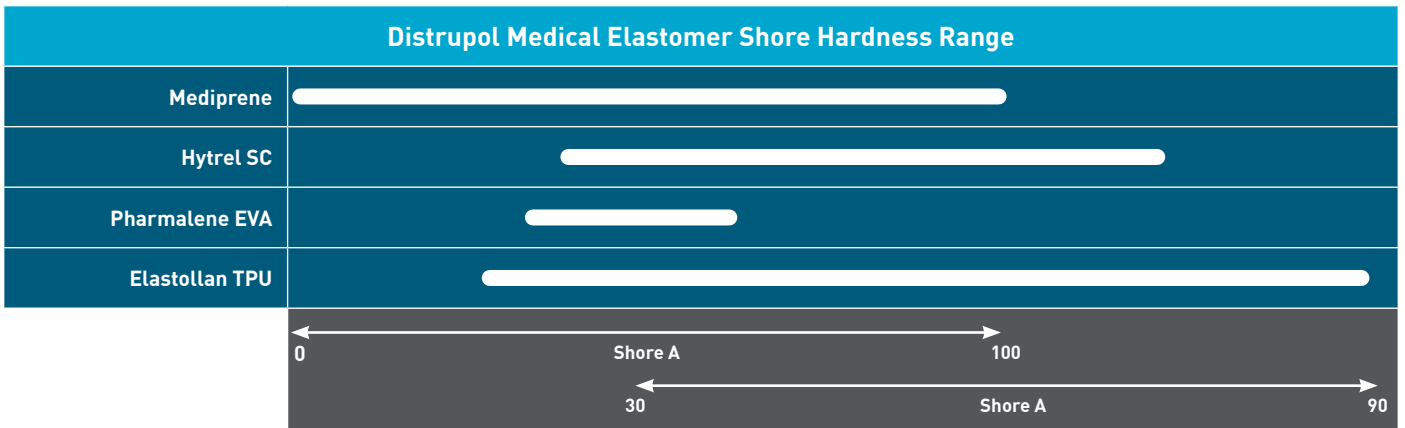 Distrupol Medical Elastomer Shore Hardness Range
Mediprene
Hytrel SC
Pharmalene EVA
Elastollan TPU
0 Shore A 100
30 Shore A 90